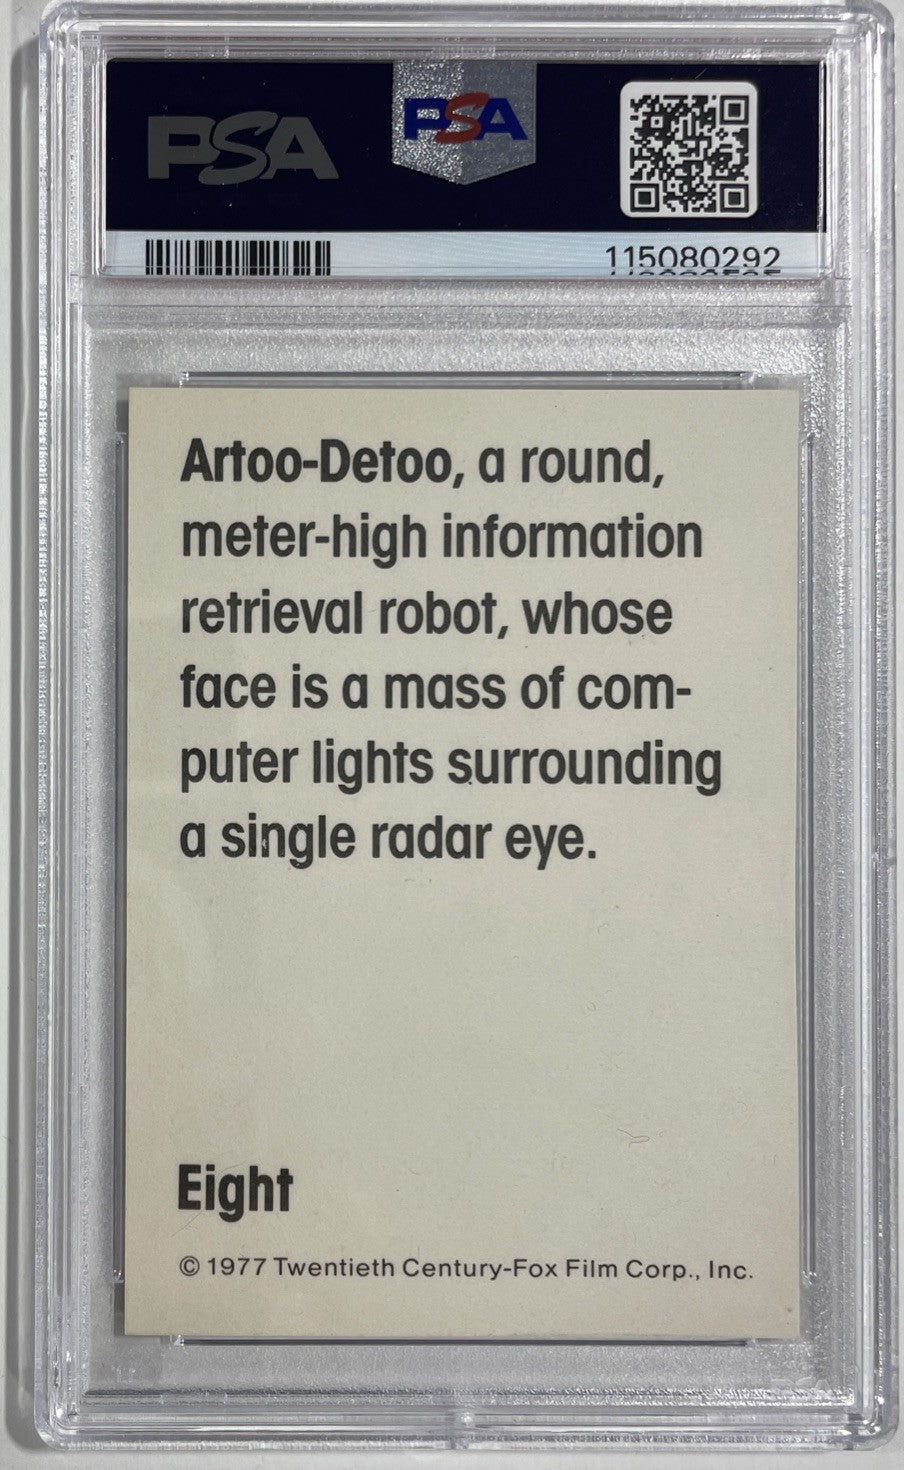 PSA
PSA
115080292
Artoo-Detoo, a round,
meter-high information
retrieval robot, whose
face is a mass of com-
puter lights surrounding
a single radar eye.
Eight
© 1977 Twentieth Century-Fox Film Corp., Inc.